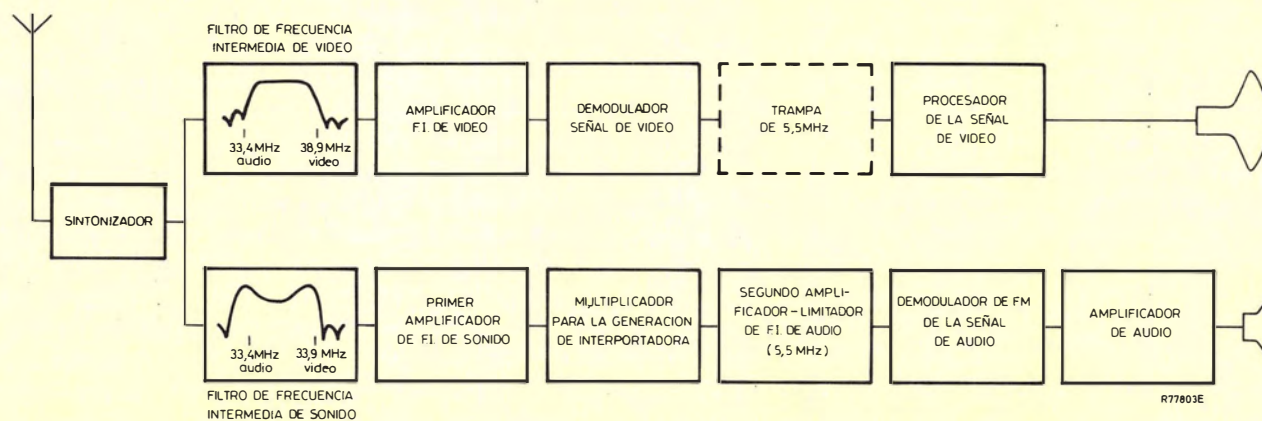 FILTRO DE FRECUENCIA
INTERMEDIA DE VIDEO
33,4MHz
audio
38,9MHz
video
AMPLIFICADOR
F.I. DE VIDEO
DEMODULADOR
SEÑAL DE VIDEO
TRAMPA
DE 5,5MHz
PROCESADOR
DE LA SEÑAL
DE VIDEO
SINTONIZADOR
33,4MHz
audio
33,9 MHz
video
FILTRO DE FRECUENCIA
INTERMEDIA DE SONIDO
PRIMER
AMPLIFICADOR
DE F.I. DE SONIDO
MULTIPLICADOR
PARA LA GENERACION
DE INTERPORTADORA
SEGUNDO AMPLI-
FICADOR-LIMITADOR
DE F.I. DE AUDIO
(5,5 MHz)
DEMODULADOR DE FM
DE LA SEÑAL
DE AUDIO
AMPLIFICADOR
DE AUDIO
R77803E